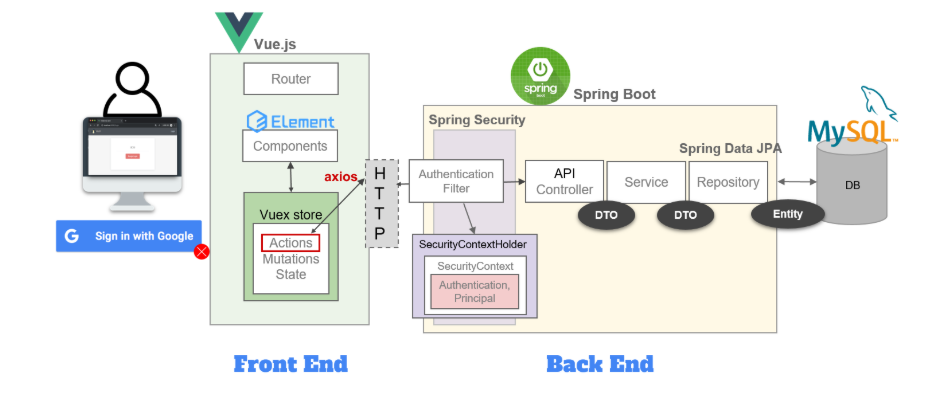 Vue.js
Router
Element
Components
axios
Vuex store
Actions
Mutations
State
G Sign in with Google
H
T
T
P
spring
boot
Spring Boot
Spring Security
Authentication
Filter
SecurityContextHolder
SecurityContext
Authentication,
Principal
API
Controller
Service
Spring Data JPA
Repository
DTO
DTO
Entity
MySQL
DB
Front End
Back End